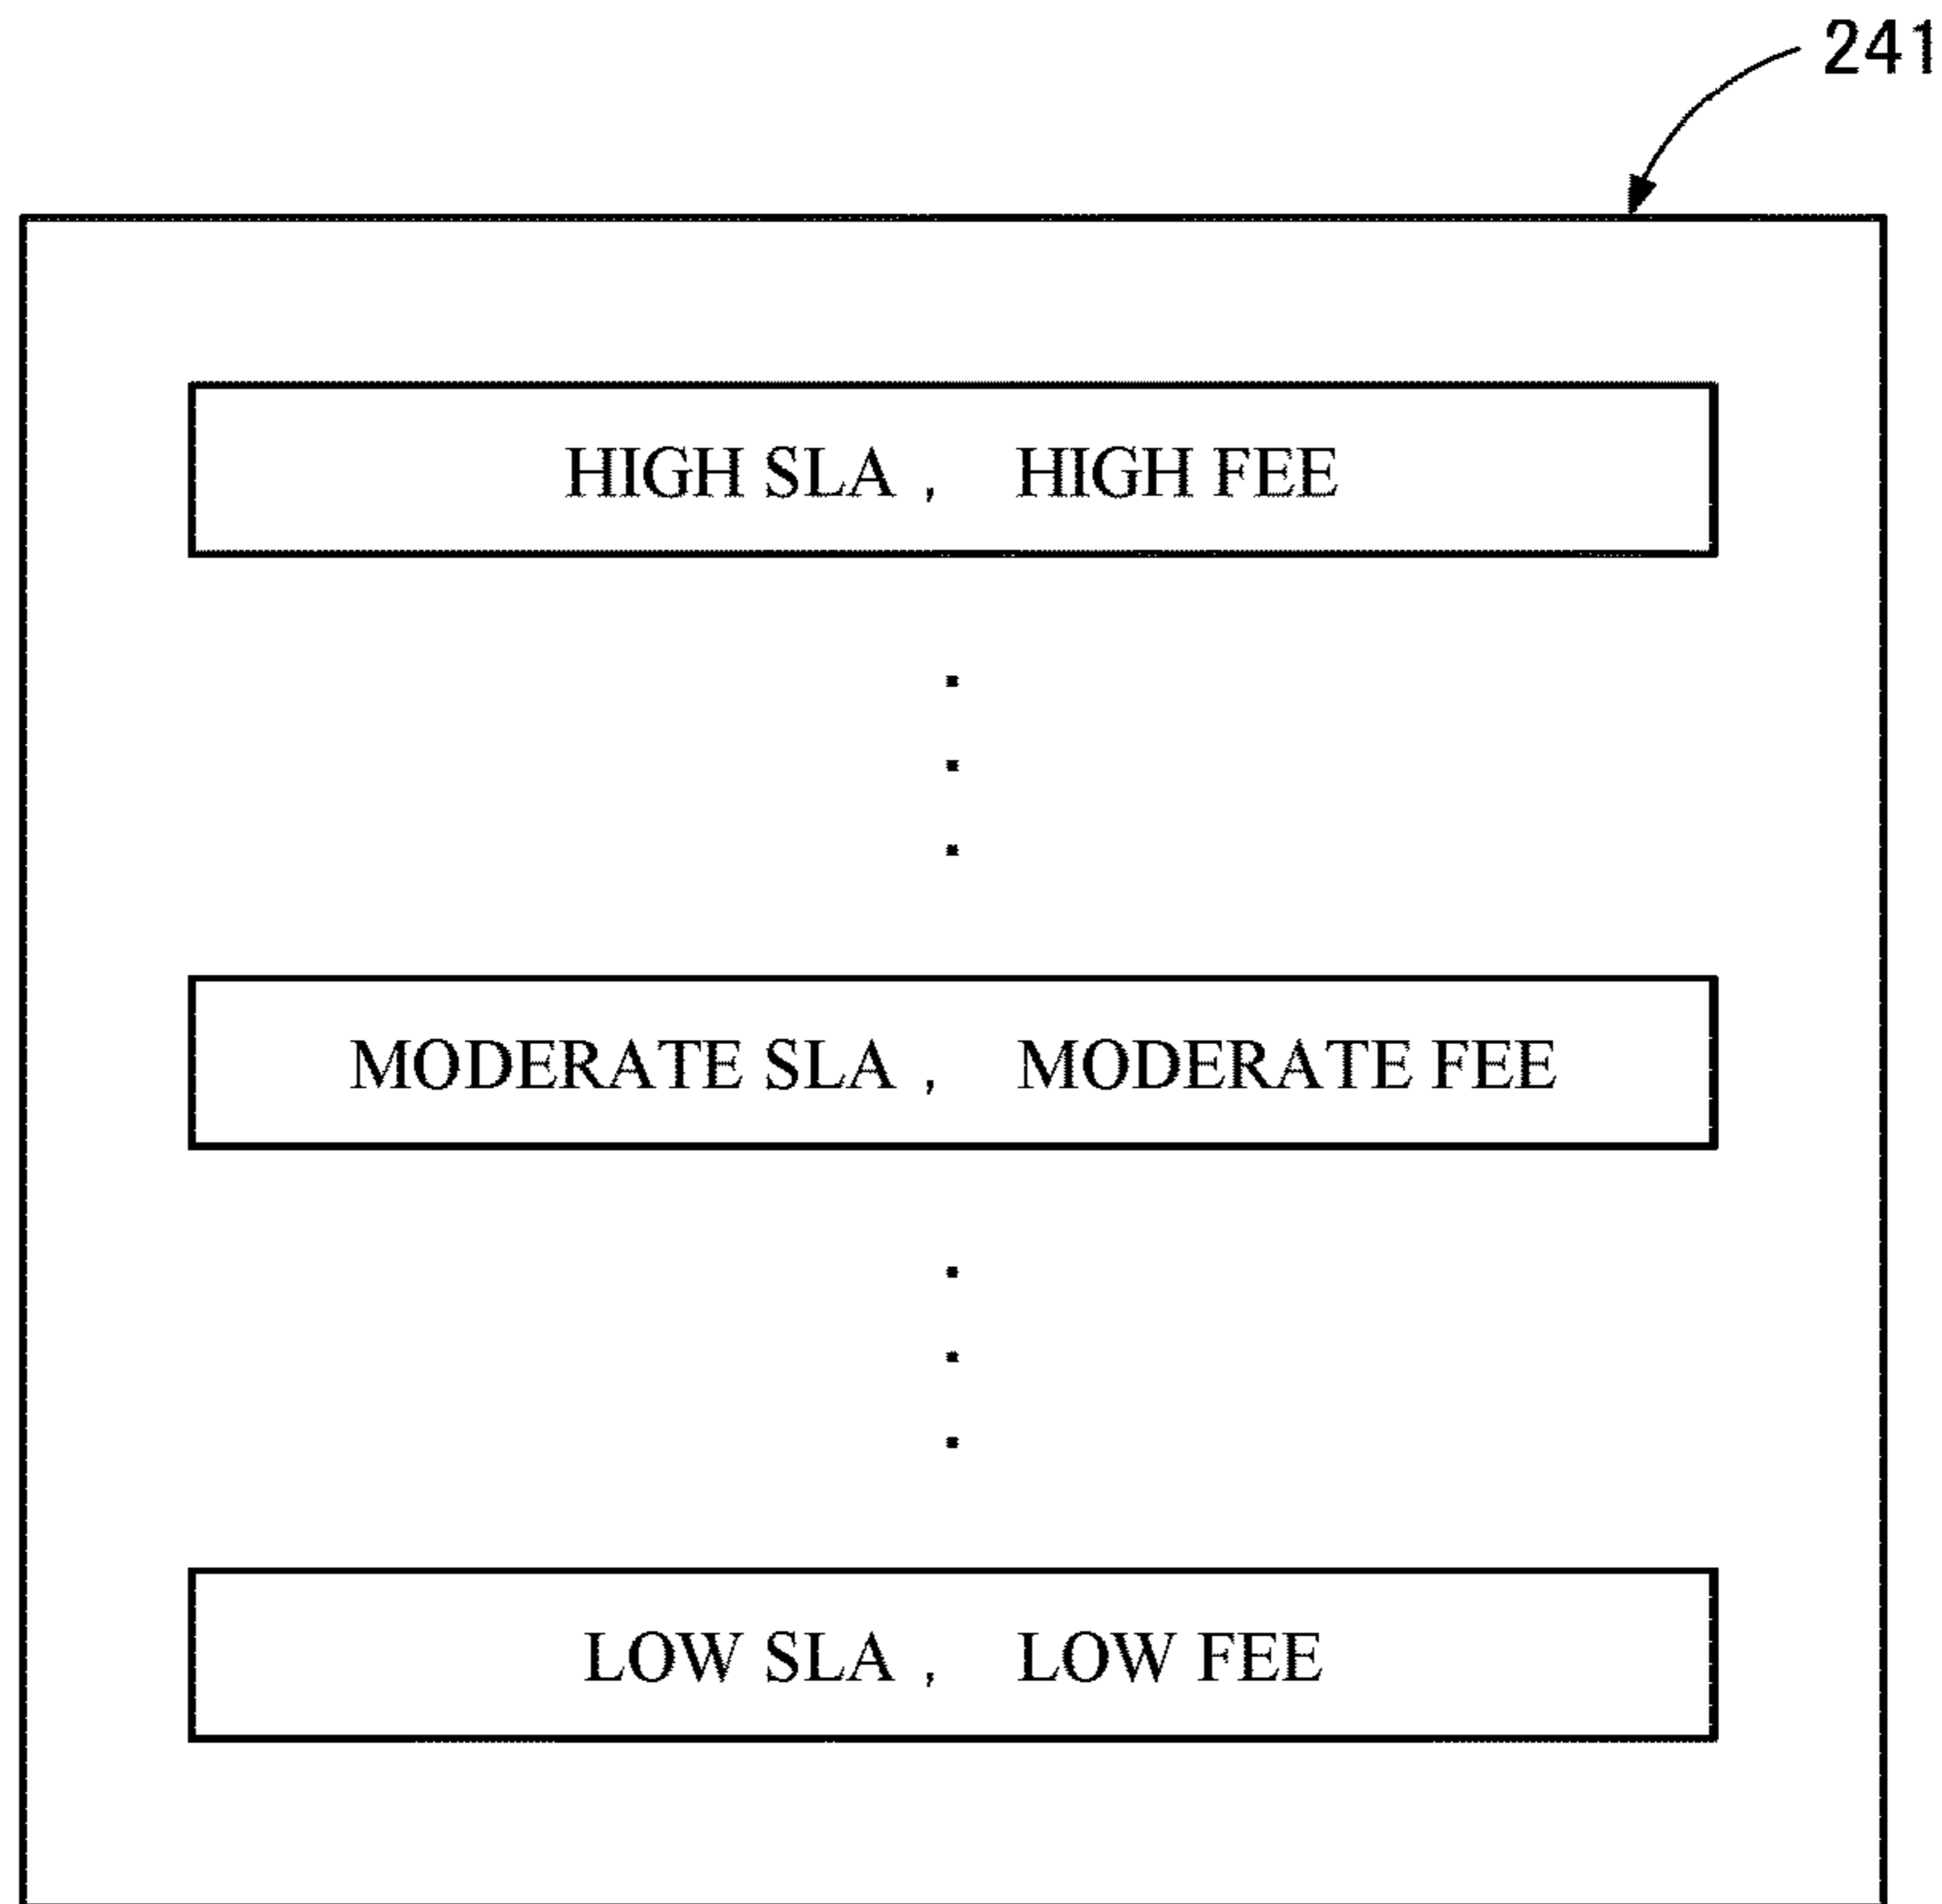 241
HIGH SLA , HIGH FEE
MODERATE SLA , MODERATE FEE
LOW SLA , LOW FEE